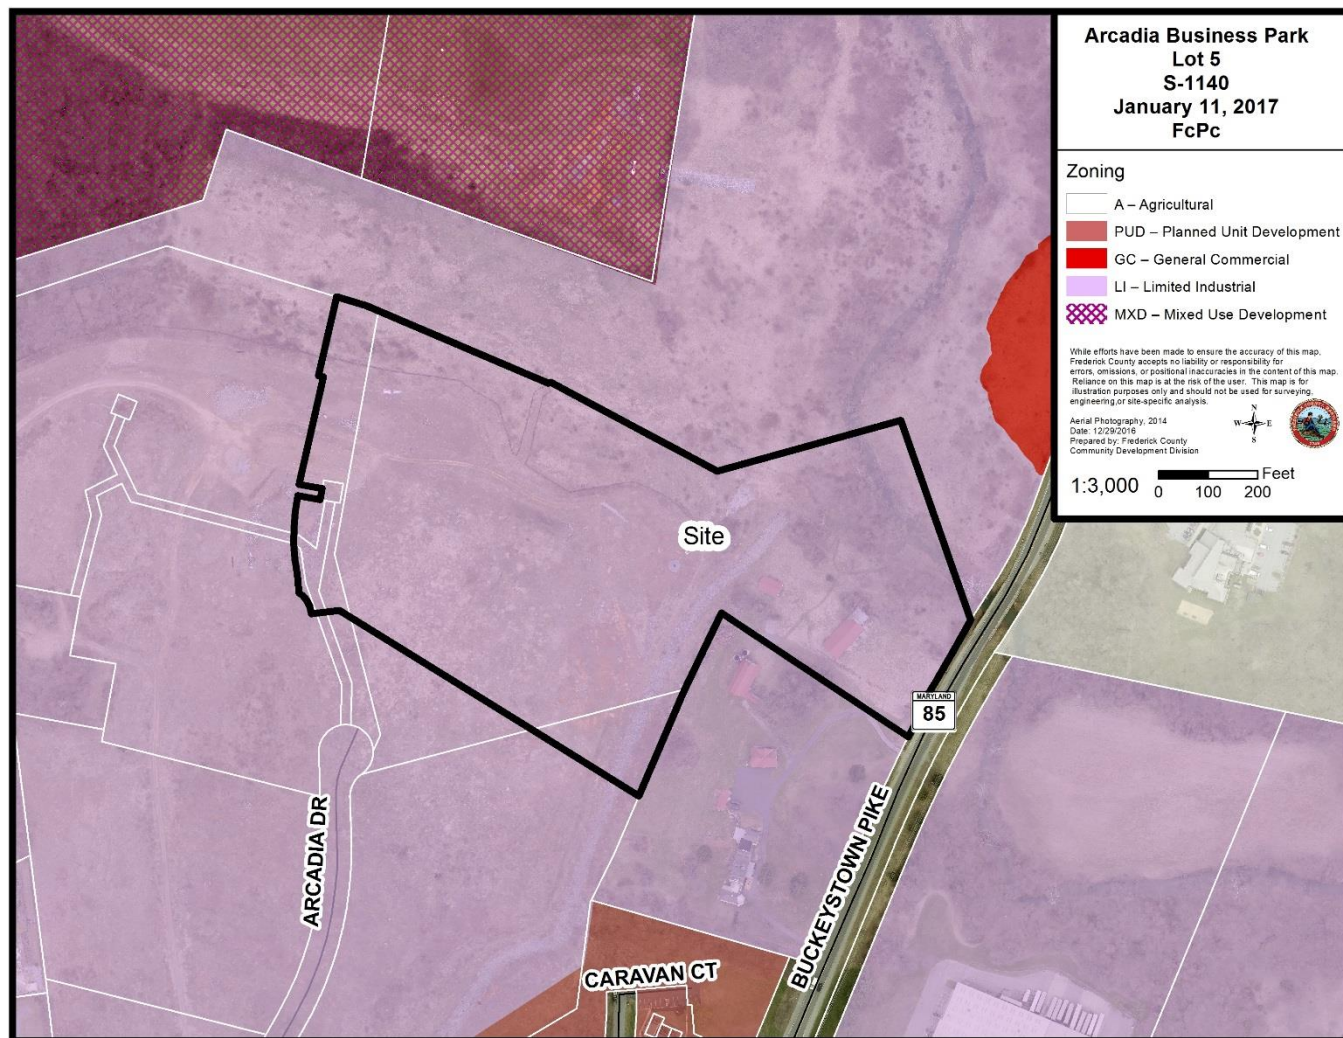 Arcadia Business Park
Lot 5
S-1140
January 11, 2017
FcPc
Zoning
A – Agricultural
PUD – Planned Unit Development
GC – General Commercial
LI – Limited Industrial
MXD – Mixed Use Development
While efforts have been made to ensure the accuracy of this map,
Frederick County accepts no liability or responsibility for
errors, omissions, or positional inaccuracies in the content of this map.
Reliance on this map is at the risk of the user. This map is for
illustration purposes only and should not be used for surveying,
engineering,or site-specific analysis.
Aerial Photography, 2014
Date: 12/29/2016
Prepared by: Frederick County
Community Development Division
N
W E
S
1:3,000
Feet
0 100 200
Site
MARYLAND
85
BUCKEYSTOWN PIKE
ARCADIA DR
CARAVAN CT